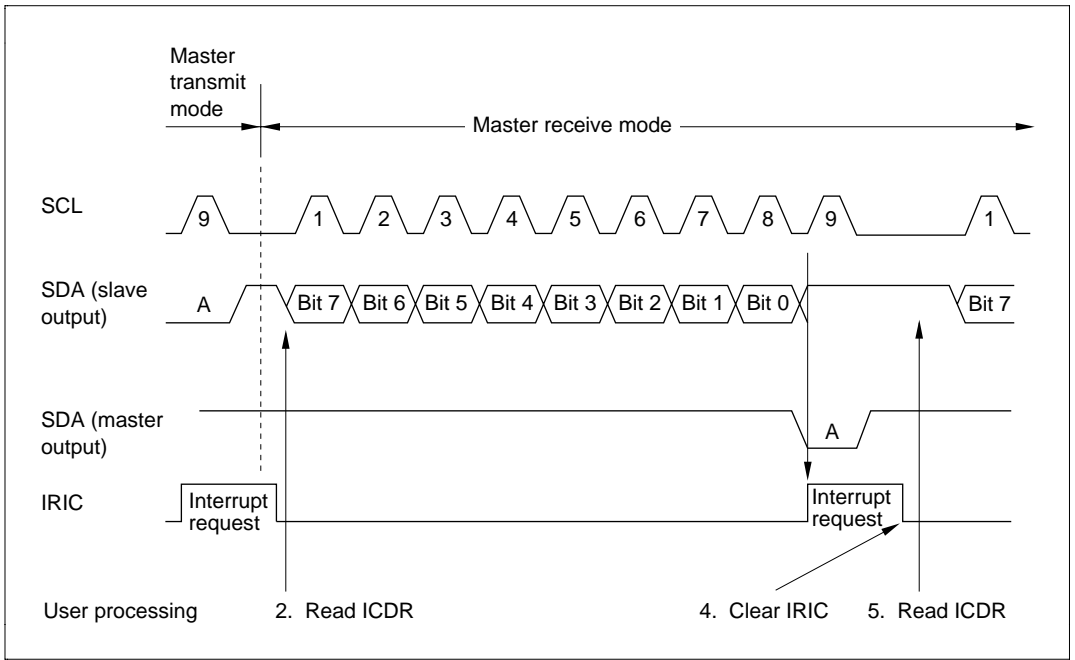 Master
transmit
mode
Master receive mode
SCL
9 1 2 3 4 5 6 7 8 9 1
SDA (slave
output)
A Bit 7 Bit 6 Bit 5 Bit 4 Bit 3 Bit 2 Bit 1 Bit 0 Bit 7
SDA (master
output)
A
IRIC
Interrupt
request
Interrupt
request
User processing
2. Read ICDR
4. Clear IRIC
5. Read ICDR